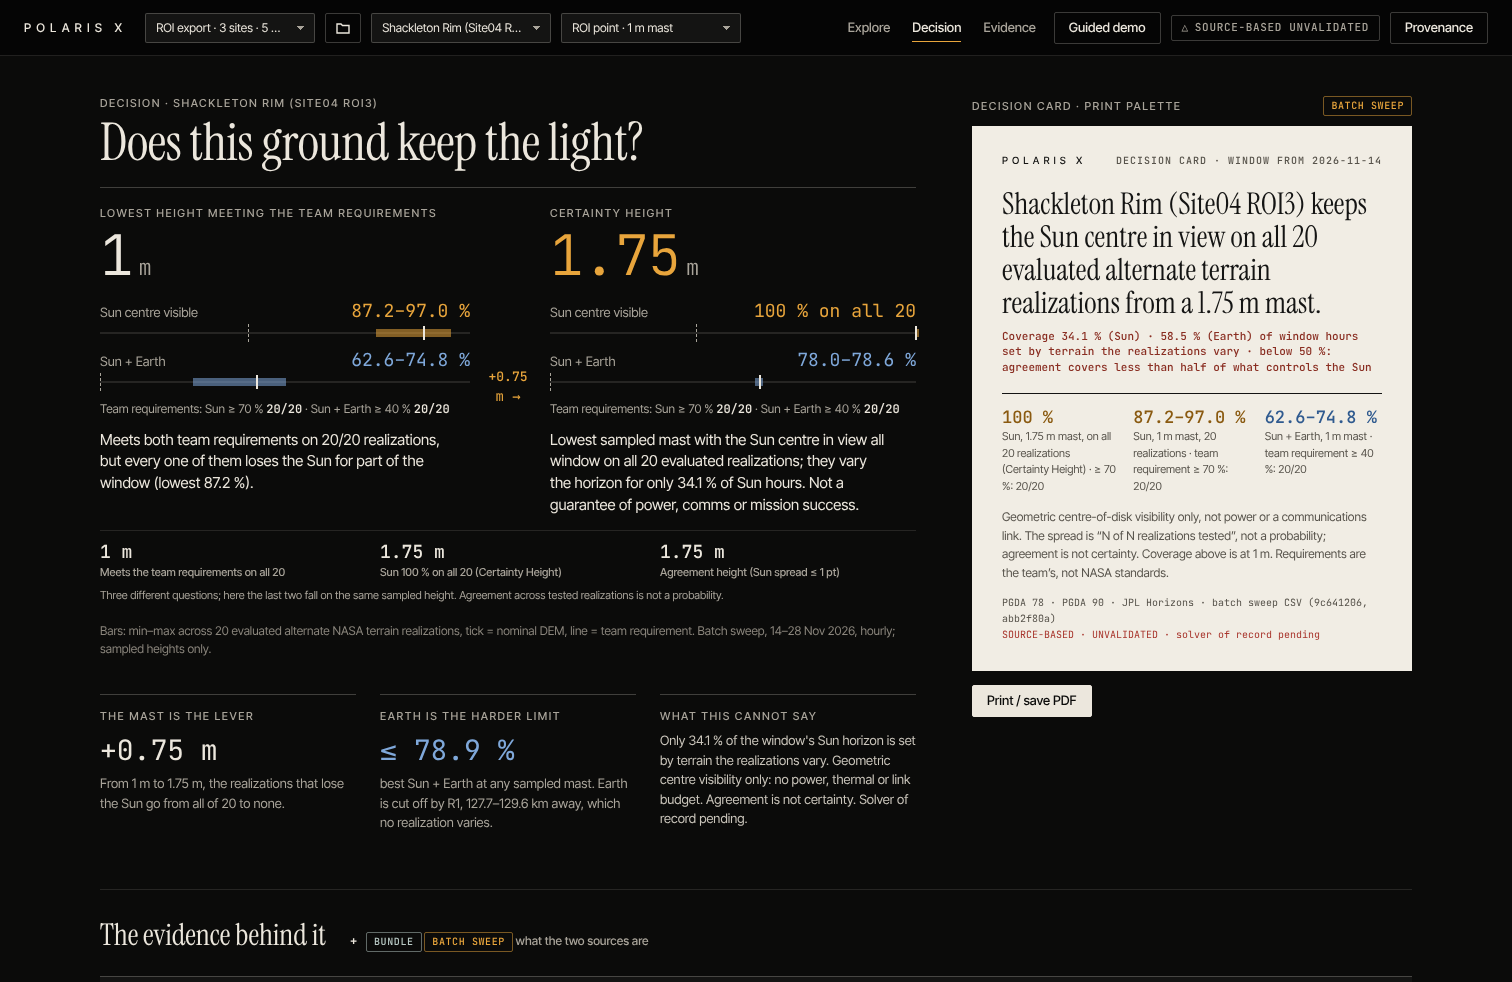 POLARIS X
ROI export · 3 sites · 5 ...
Shackleton Rim (Site04 R...
ROI point · 1 m mast
Explore
Decision
Evidence
Guided demo
△ SOURCE-BASED UNVALIDATED
Provenance
DECISION · SHACKLETON RIM (SITE04 ROI3)
Does this ground keep the light?
LOWEST HEIGHT MEETING THE TEAM REQUIREMENTS
1 m
Sun centre visible 87.2–97.0 %
Sun + Earth 62.6–74.8 %
Team requirements: Sun ≥ 70 % 20/20 · Sun + Earth ≥ 40 % 20/20
Meets both team requirements on 20/20 realizations,
but every one of them loses the Sun for part of the
window (lowest 87.2 %).
+0.75
m →
CERTAINTY HEIGHT
1.75 m
Sun centre visible 100 % on all 20
Sun + Earth 78.0–78.6 %
Team requirements: Sun ≥ 70 % 20/20 · Sun + Earth ≥ 40 % 20/20
Lowest sampled mast with the Sun centre in view all
window on all 20 evaluated realizations; they vary
the horizon for only 34.1 % of Sun hours. Not a
guarantee of power, comms or mission success.
1 m
Meets the team requirements on all 20
1.75 m
Sun 100 % on all 20 (Certainty Height)
1.75 m
Agreement height (Sun spread ≤ 1 pt)
Three different questions; here the last two fall on the same sampled height. Agreement across tested realizations is not a probability.
Bars: min–max across 20 evaluated alternate NASA terrain realizations, tick = nominal DEM, line = team requirement. Batch sweep, 14–28 Nov 2026, hourly;
sampled heights only.
THE MAST IS THE LEVER
+0.75 m
From 1 m to 1.75 m, the realizations that lose
the Sun go from all of 20 to none.
EARTH IS THE HARDER LIMIT
≤ 78.9 %
best Sun + Earth at any sampled mast. Earth
is cut off by R1, 127.7–129.6 km away, which
no realization varies.
WHAT THIS CANNOT SAY
Only 34.1 % of the window's Sun horizon is set
by terrain the realizations vary. Geometric
centre visibility only: no power, thermal or link
budget. Agreement is not certainty. Solver of
record pending.
DECISION CARD · PRINT PALETTE
BATCH SWEEP
POLARIS X
DECISION CARD · WINDOW FROM 2026-11-14
Shackleton Rim (Site04 ROI3) keeps
the Sun centre in view on all 20
evaluated alternate terrain
realizations from a 1.75 m mast.
Coverage 34.1 % (Sun) · 58.5 % (Earth) of window hours
set by terrain the realizations vary · below 50 %:
agreement covers less than half of what controls the Sun
100 %
Sun, 1.75 m mast, on all
20 realizations
(Certainty Height) · ≥ 70
%: 20/20
87.2–97.0 %
Sun, 1 m mast, 20
realizations · team
requirement ≥ 70 %:
20/20
62.6–74.8 %
Sun + Earth, 1 m mast ·
team requirement ≥ 40
%: 20/20
Geometric centre-of-disk visibility only, not power or a communications
link. The spread is “N of N realizations tested”, not a probability;
agreement is not certainty. Coverage above is at 1 m. Requirements are
the team’s, not NASA standards.
PGDA 78 · PGDA 90 · JPL Horizons · batch sweep CSV (9c641206,
abb2f80a)
SOURCE-BASED · UNVALIDATED · solver of record pending
Print / save PDF
The evidence behind it
+ BUNDLE BATCH SWEEP what the two sources are